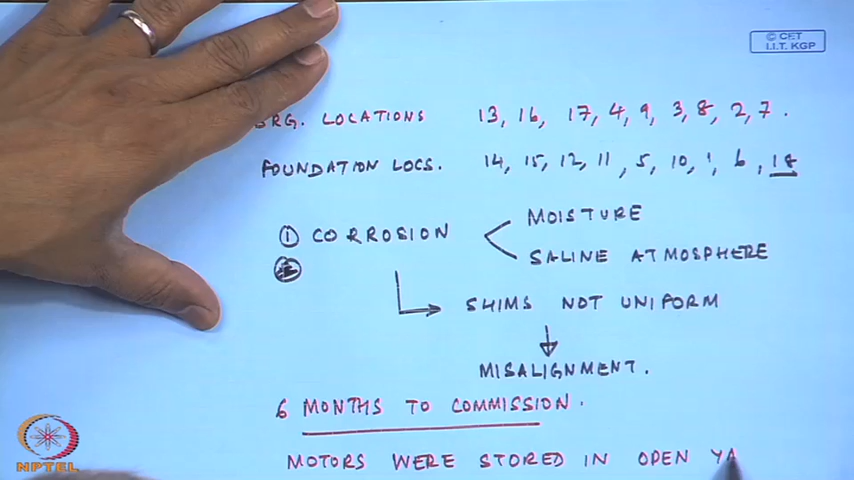 © CET
I.I.T. KGP
BRG. LOCATIONS 13, 16, 17, 4, 9, 3, 8, 2, 7.
FOUNDATION LOCS. 14, 15, 12, 11, 5, 10, 1, 6, 18
① CORROSION
MOISTURE
SALINE ATMOSPHERE
SHIMS NOT UNIFORM
MISALIGNMENT.
6 MONTHS TO COMMISSION.
MOTORS WERE STORED IN OPEN YA
NPTEL